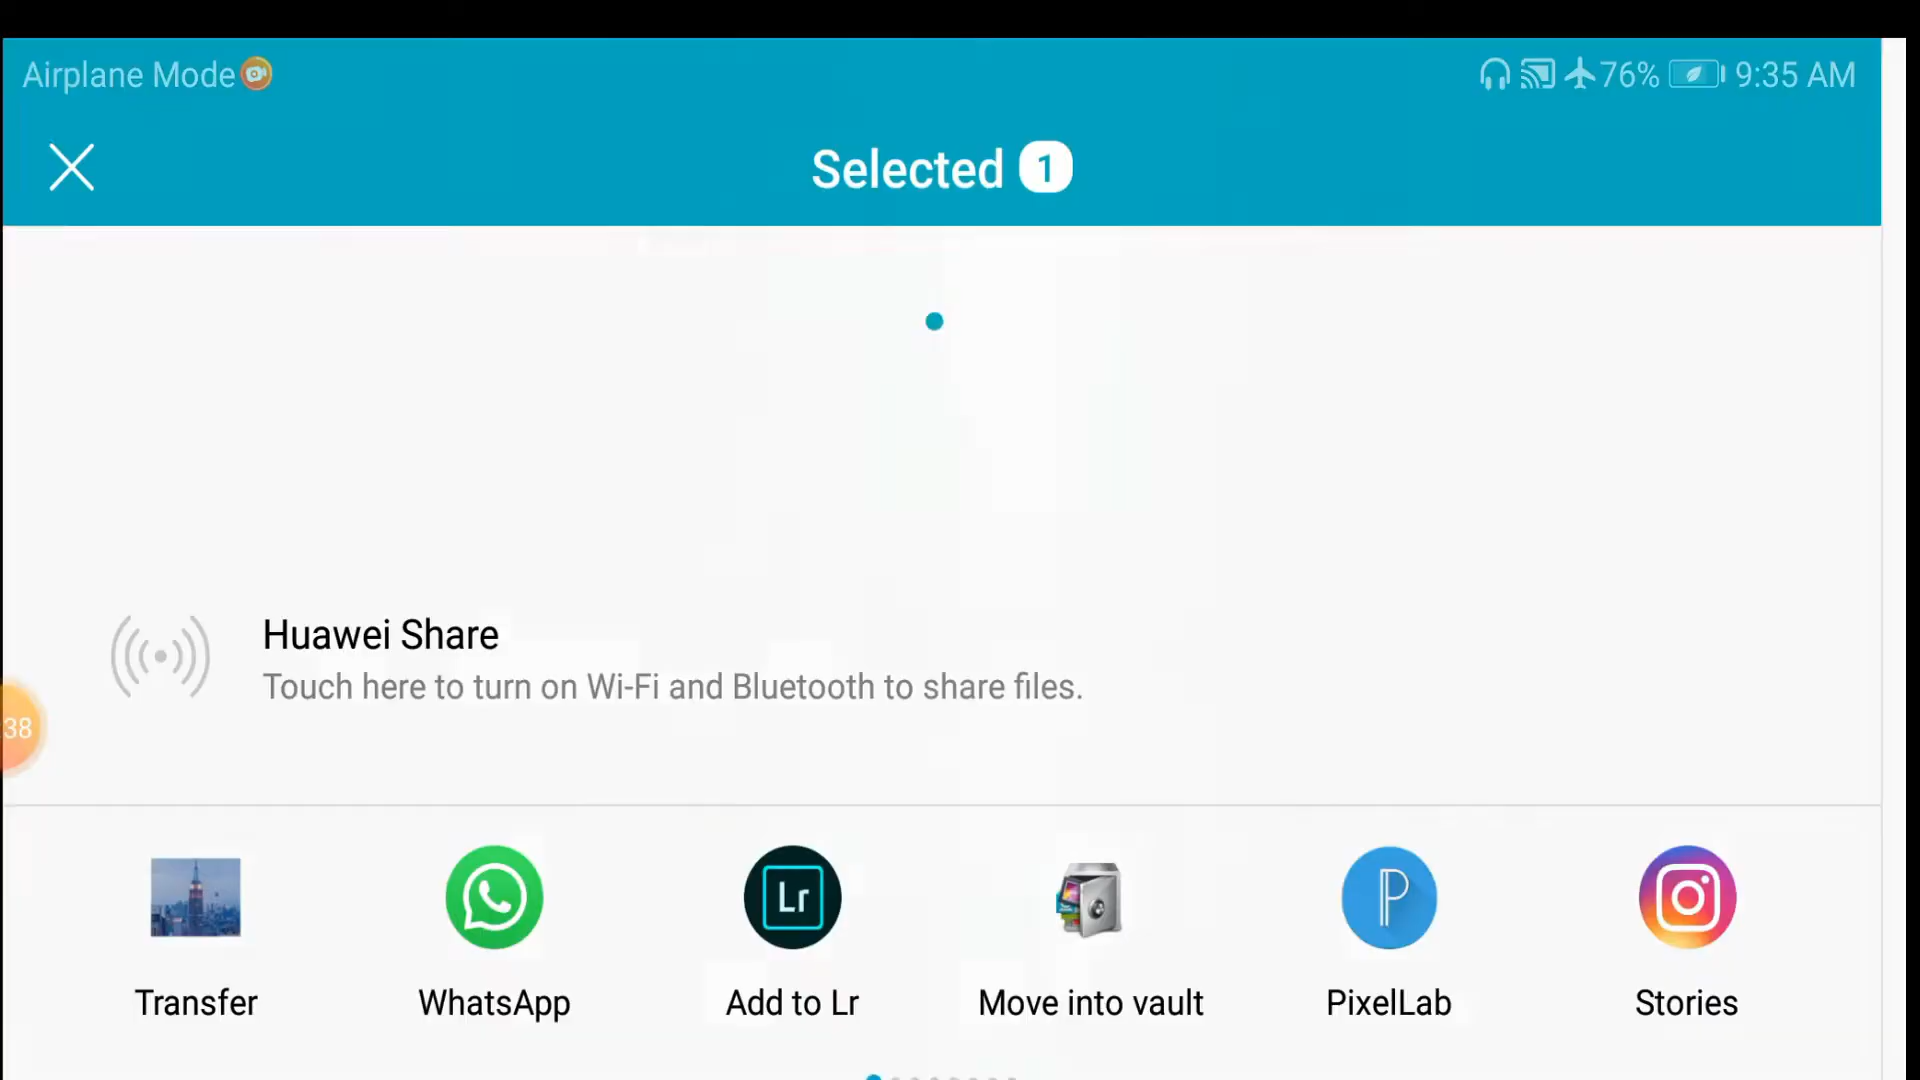 Airplane Mode 76% 9:35 AM
Selected 1
Huawei Share
Touch here to turn on Wi-Fi and Bluetooth to share files.
38
Lr
Transfer WhatsApp Add to Lr Move into vault PixelLab Stories